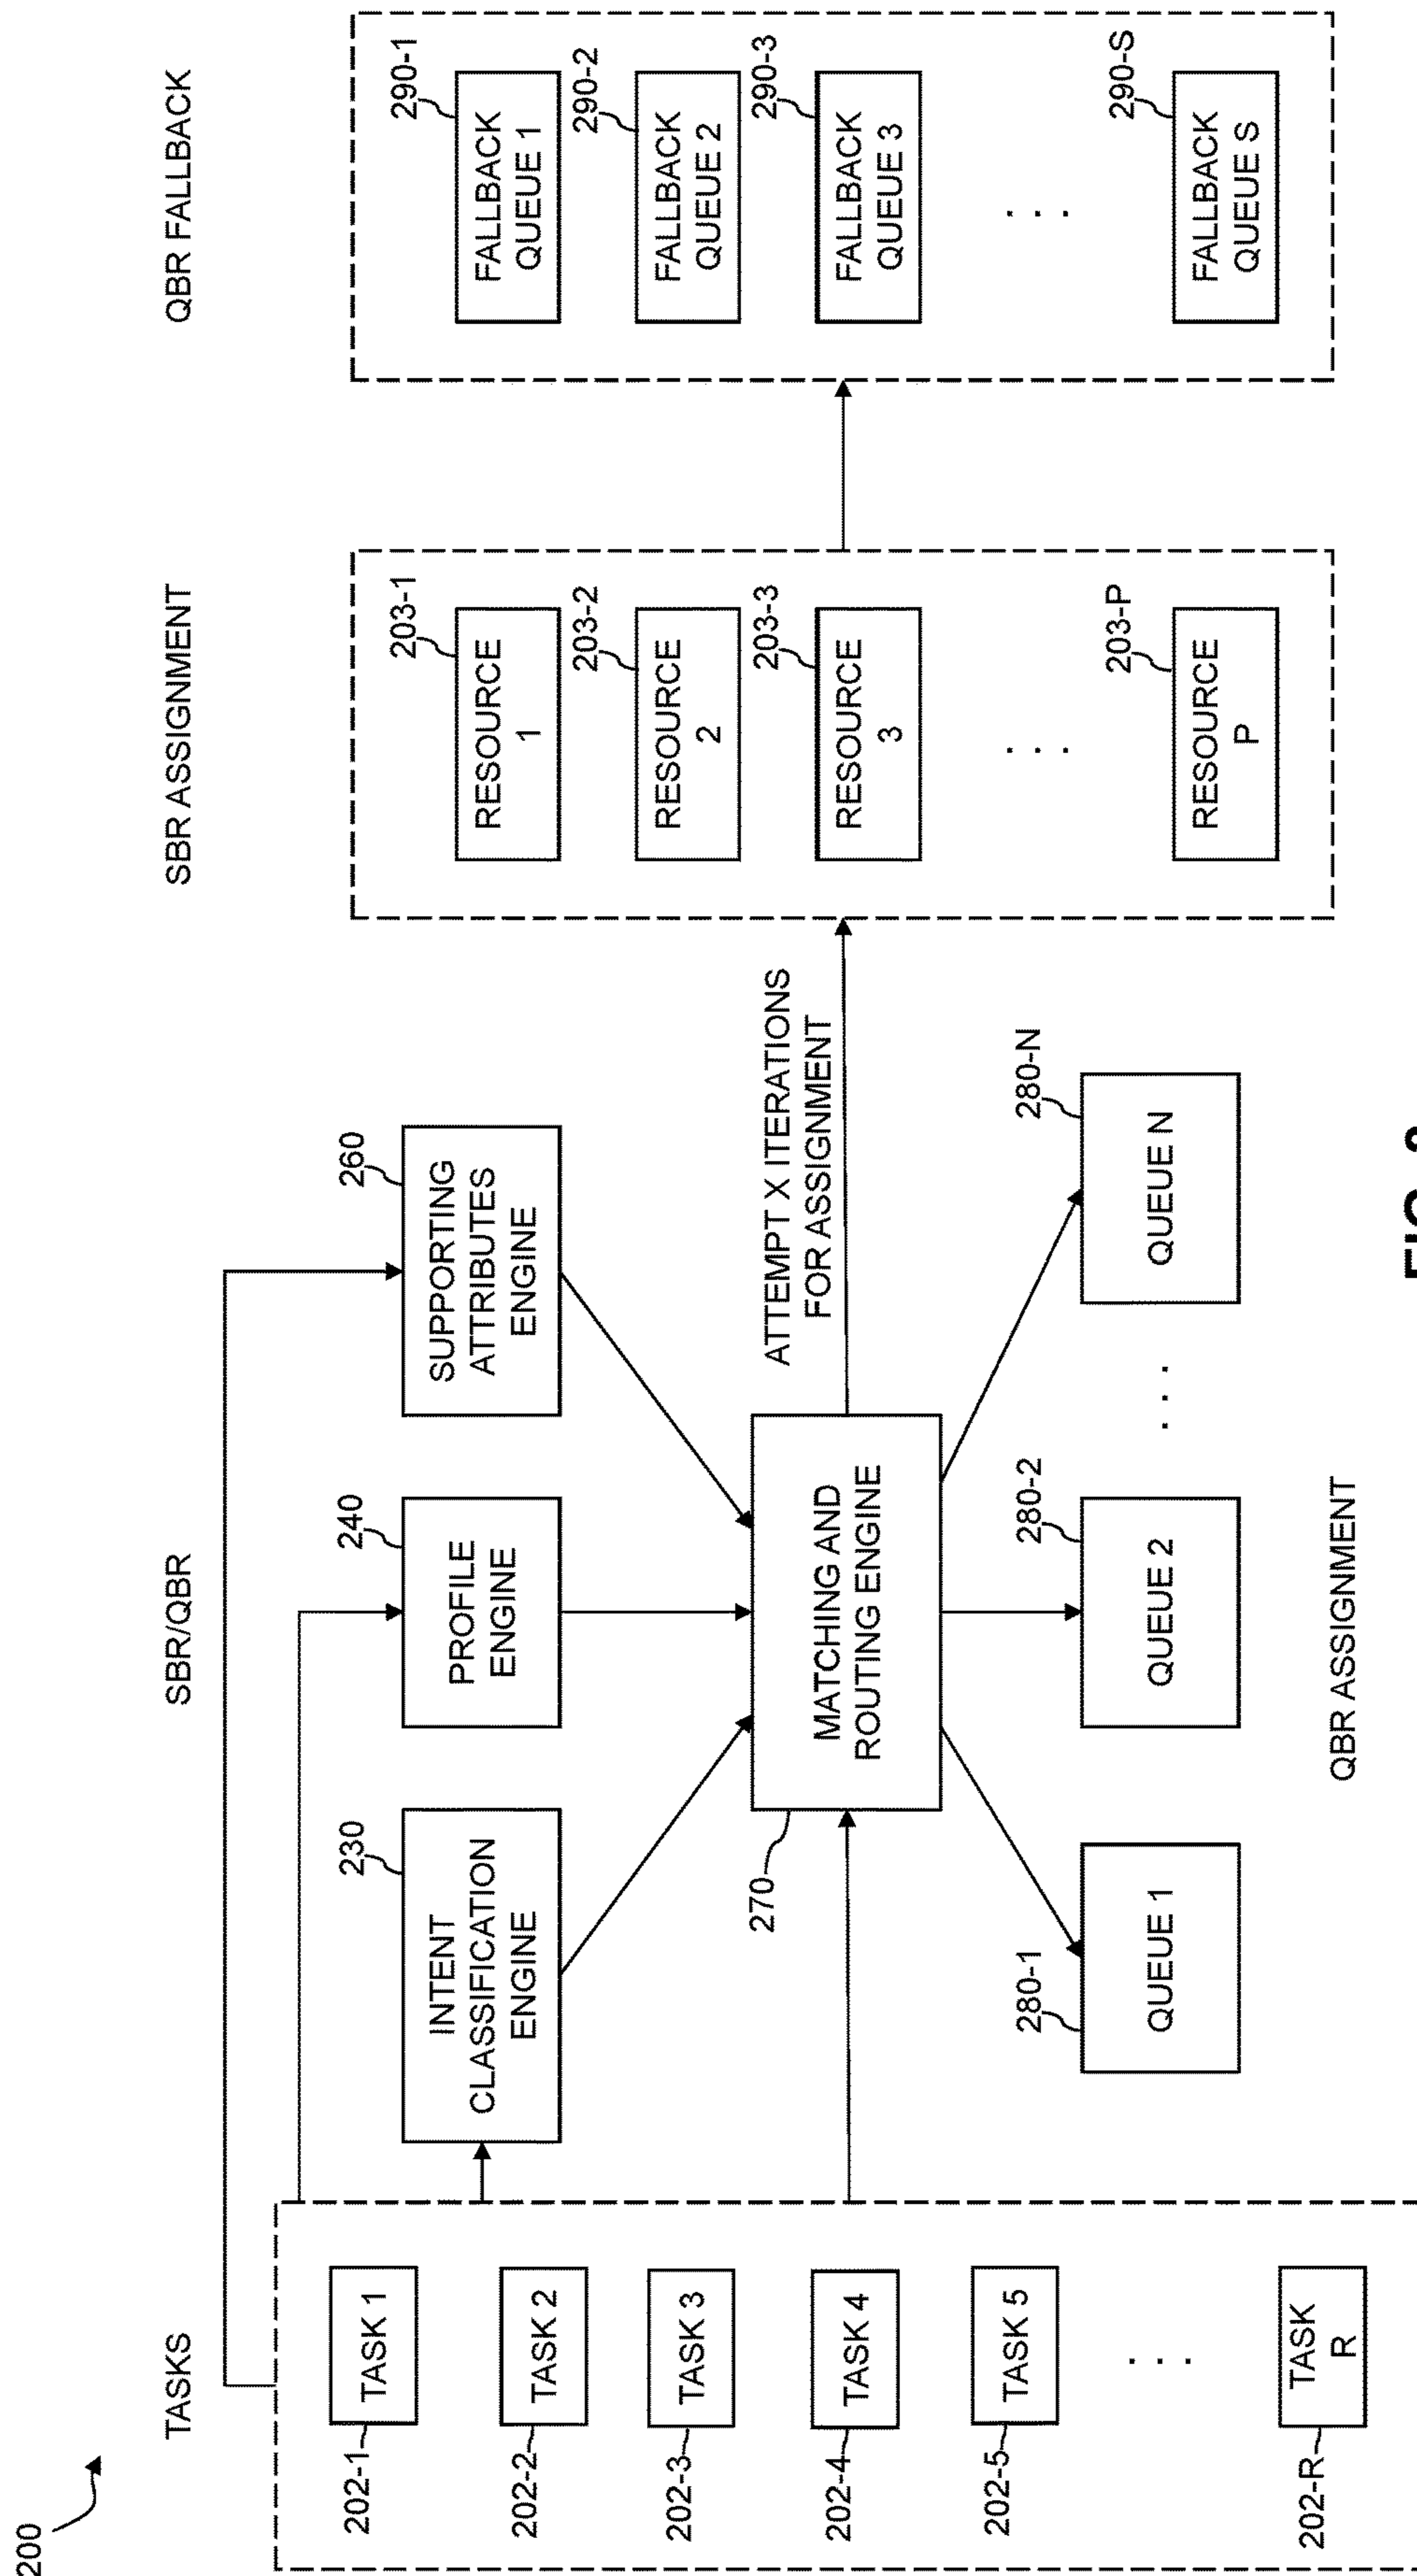 200
TASKS
SBR/QBR
SBR ASSIGNMENT
QBR FALLBACK
202-1
TASK 1
202-2
TASK 2
202-3
TASK 3
202-4
TASK 4
202-5
TASK 5
. . .
202-R
TASK
R
230
INTENT
CLASSIFICATION
ENGINE
240
PROFILE
ENGINE
260
SUPPORTING
ATTRIBUTES
ENGINE
270
MATCHING AND
ROUTING ENGINE
ATTEMPT X ITERATIONS
FOR ASSIGNMENT
280-1
QUEUE 1
280-2
QUEUE 2
. . .
280-N
QUEUE N
QBR ASSIGNMENT
203-1
RESOURCE
1
203-2
RESOURCE
2
203-3
RESOURCE
3
. . .
203-P
RESOURCE
P
290-1
FALLBACK
QUEUE 1
290-2
FALLBACK
QUEUE 2
290-3
FALLBACK
QUEUE 3
. . .
290-S
FALLBACK
QUEUE S
FIG.